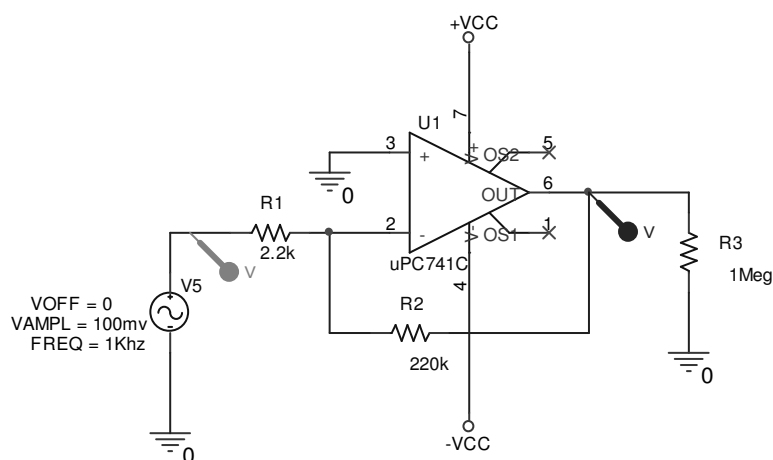 +VCC
7
U1
3
+
V+
OS2
5
0
OUT
6
R1
2
-
V-
OS1
1
V
2.2k
uPC741C
V
R3
1Meg
V5
+
-
VOFF = 0
VAMPL = 100mv
FREQ = 1Khz
4
R2
220k
0
-VCC
0